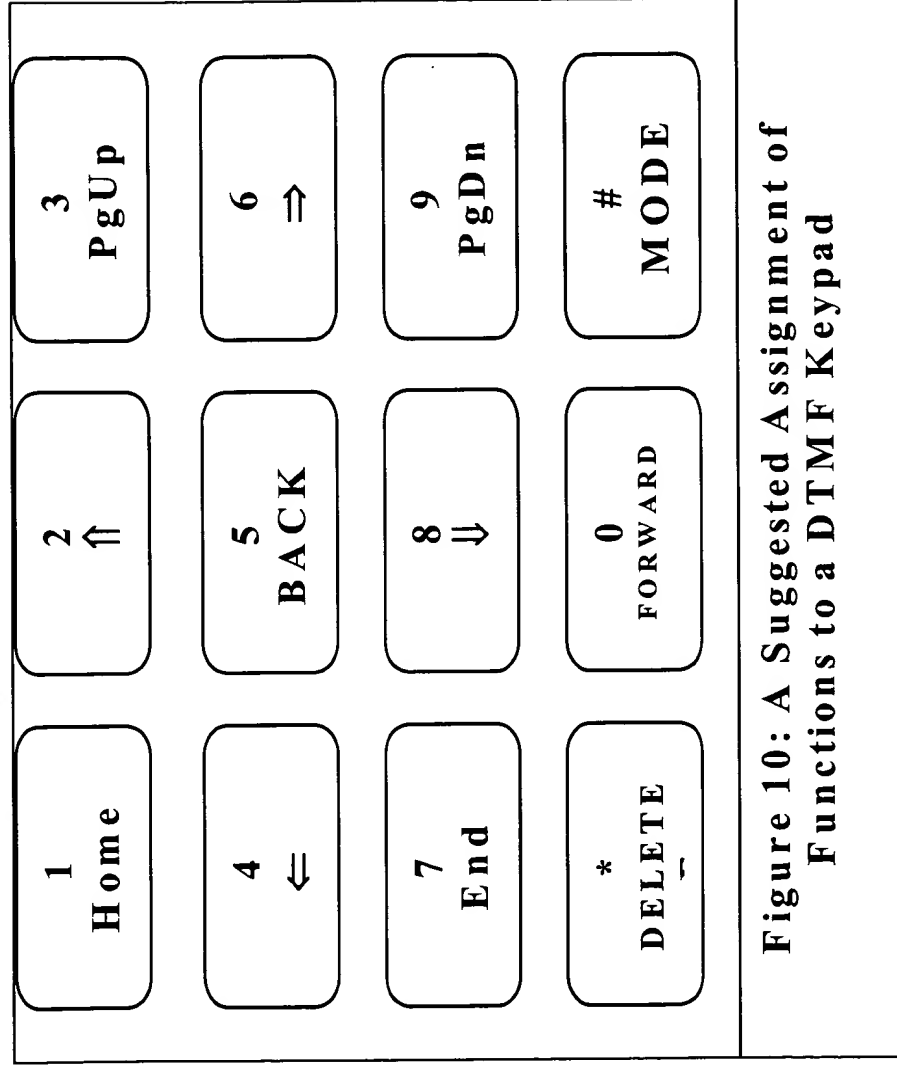 1
Home
2
⇑
3
PgUp
4
⇐
5
BACK
6
⇒
7
End
8
⇓
9
PgDn
*
DELETE
0
FORWARD
#
MODE
Figure 10: A Suggested Assignment of
Functions to a DTMF Keypad